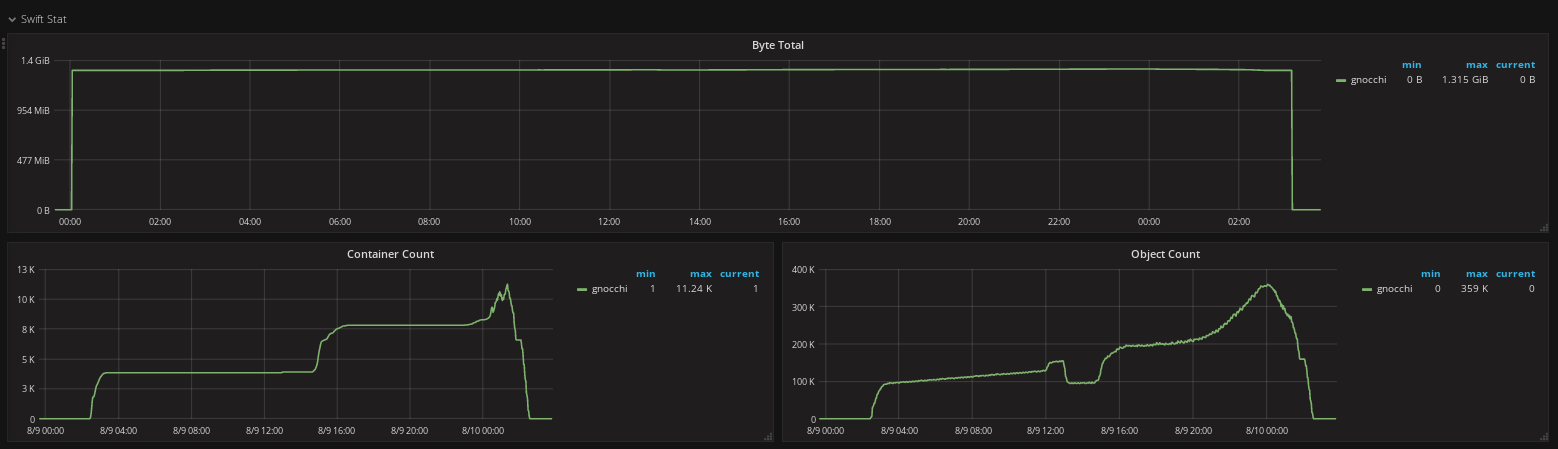 Swift Stat
Byte Total
1.4 GiB
954 MiB
477 MiB
0 B
00:00 02:00 04:00 06:00 08:00 10:00 12:00 14:00 16:00 18:00 20:00 22:00 00:00 02:00
min max current
gnocchi 0 B 1.315 GiB 0 B
Container Count
13 K
10 K
8 K
5 K
3 K
0
8/9 00:00 8/9 04:00 8/9 08:00 8/9 12:00 8/9 16:00 8/9 20:00 8/10 00:00
min max current
gnocchi 1 11.24 K 1
Object Count
400 K
300 K
200 K
100 K
0
8/9 00:00 8/9 04:00 8/9 08:00 8/9 12:00 8/9 16:00 8/9 20:00 8/10 00:00
min max current
gnocchi 0 359 K 0